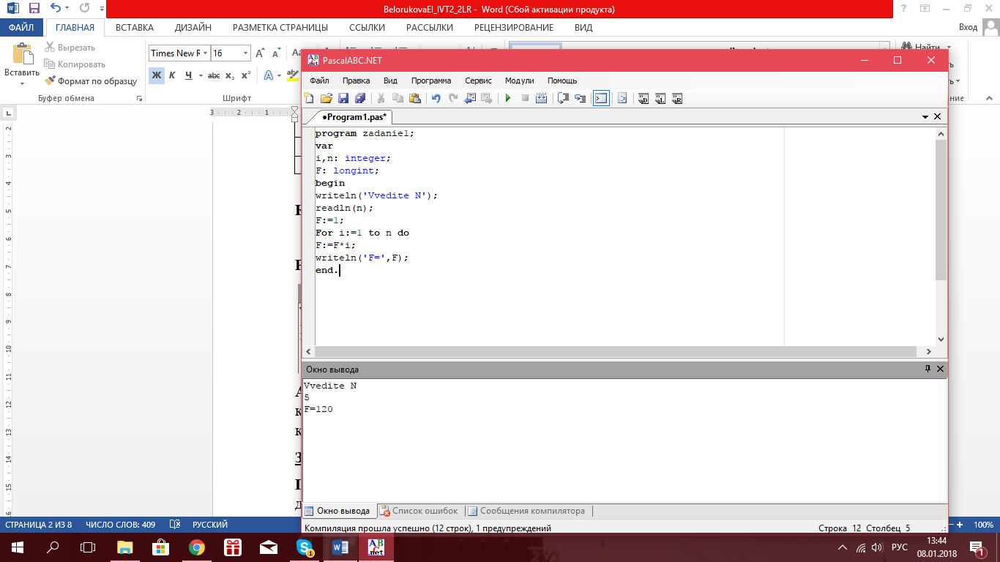 BelorukovaEI_IVT2_2LR - Word (Сбой активации продукта)
ФАЙЛ ГЛАВНАЯ ВСТАВКА ДИЗАЙН РАЗМЕТКА СТРАНИЦЫ ССЫЛКИ РАССЫЛКИ РЕЦЕНЗИРОВАНИЕ ВИД Вход
Вставить
Вырезать
Копировать
Формат по образцу
Буфер обмена
Times New R 16
Ж К Ч abc x₂ x²
Шрифт
Найти
PascalABC.NET
Файл Правка Вид Программа Сервис Модули Помощь
•Program1.pas*
program zadanie1;
var
i,n: integer;
F: longint;
begin
writeln('Vvedite N');
readln(n);
F:=1;
For i:=1 to n do
F:=F*i;
writeln('F=',F);
end.
Окно вывода
Vvedite N
5
F=120
Окно вывода Список ошибок Сообщения компилятора
Компиляция прошла успешно (12 строк), 1 предупреждений Строка 12 Столбец 5
СТРАНИЦА 2 ИЗ 8 ЧИСЛО СЛОВ: 409 РУССКИЙ 100%
РУС
13:44
08.01.2018